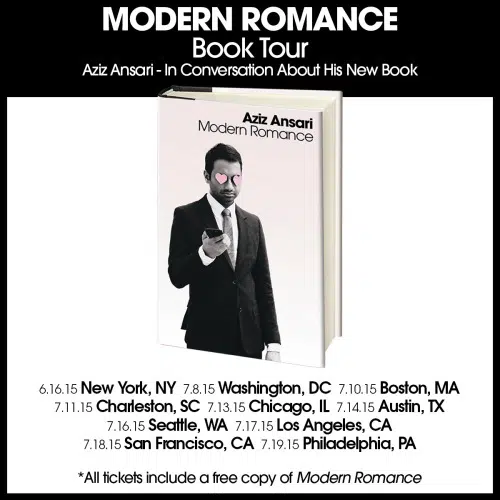 MODERN ROMANCE
Book Tour
Aziz Ansari - In Conversation About His New Book
Aziz Ansari
Modern Romance
6.16.15 New York, NY 7.8.15 Washington, DC 7.10.15 Boston, MA
7.11.15 Charleston, SC 7.13.15 Chicago, IL 7.14.15 Austin, TX
7.16.15 Seattle, WA 7.17.15 Los Angeles, CA
7.18.15 San Francisco, CA 7.19.15 Philadelphia, PA
*All tickets include a free copy of Modern Romance